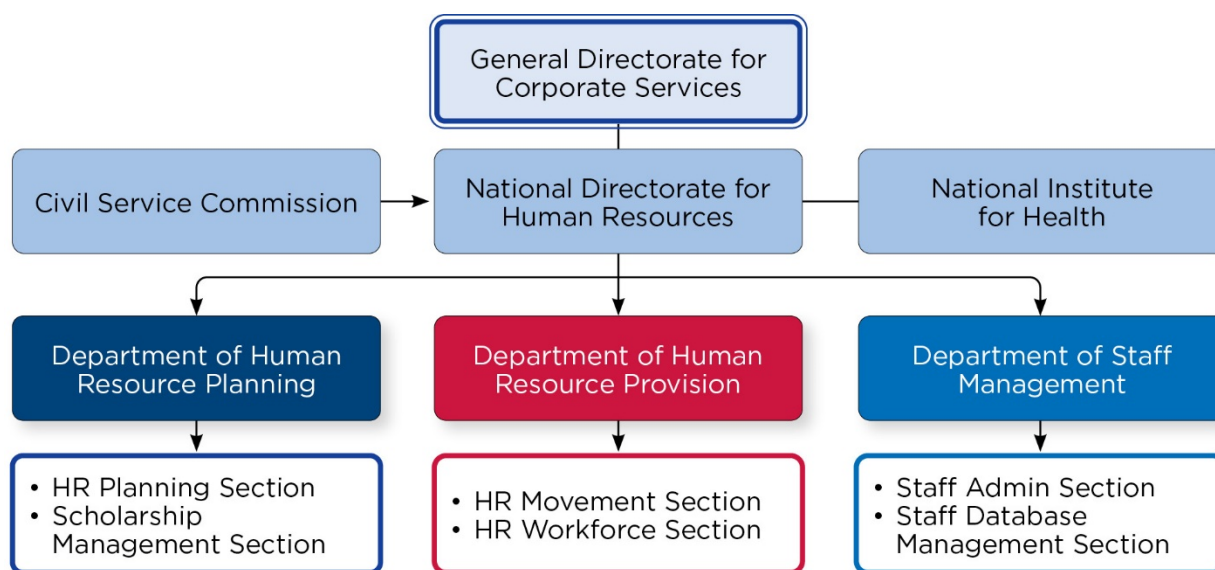 General Directorate for
Corporate Services
Civil Service Commission
National Directorate for
Human Resources
National Institute
for Health
Department of Human
Resource Planning
Department of Human
Resource Provision
Department of Staff
Management
• HR Planning Section
• Scholarship
Management Section
• HR Movement Section
• HR Workforce Section
• Staff Admin Section
• Staff Database
Management Section